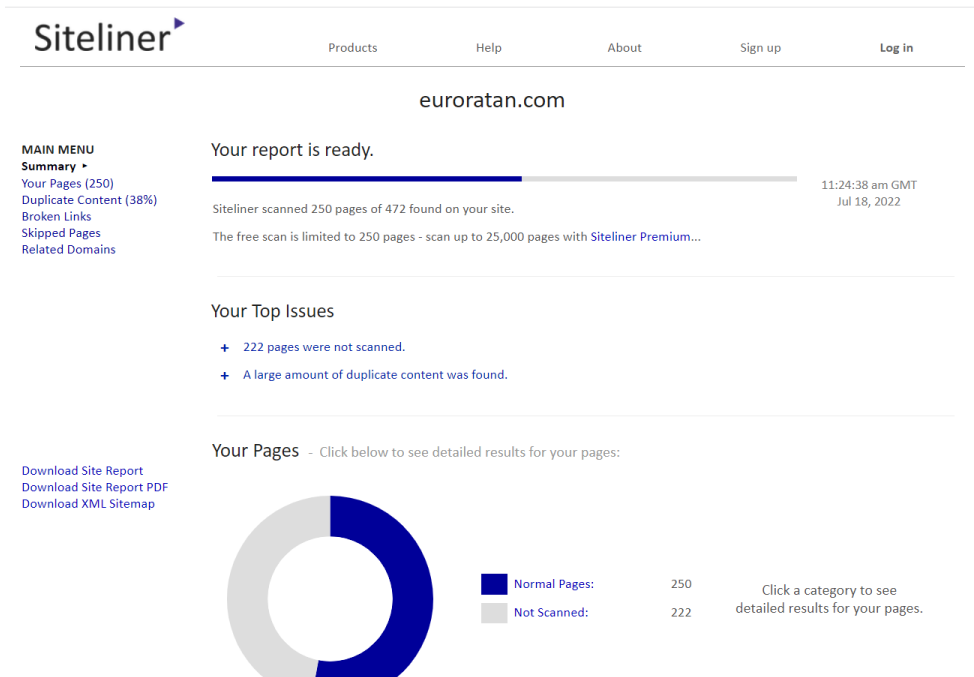 Siteliner
Products Help About Sign up Log in
euroratan.com
MAIN MENU
Summary ▸
Your Pages (250)
Duplicate Content (38%)
Broken Links
Skipped Pages
Related Domains
Your report is ready.
11:24:38 am GMT
Jul 18, 2022
Siteliner scanned 250 pages of 472 found on your site.
The free scan is limited to 250 pages - scan up to 25,000 pages with Siteliner Premium...
Your Top Issues
+ 222 pages were not scanned.
+ A large amount of duplicate content was found.
Download Site Report
Download Site Report PDF
Download XML Sitemap
Your Pages - Click below to see detailed results for your pages:
Normal Pages: 250
Not Scanned: 222
Click a category to see
detailed results for your pages.